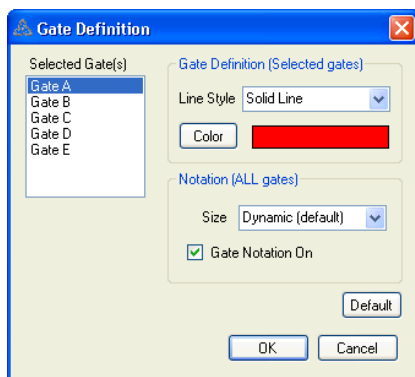 Gate Definition
Selected Gate(s)
Gate A
Gate B
Gate C
Gate D
Gate E
Gate Definition (Selected gates)
Line Style Solid Line
Color
Notation (ALL gates)
Size Dynamic (default)
Gate Notation On
Default
OK Cancel